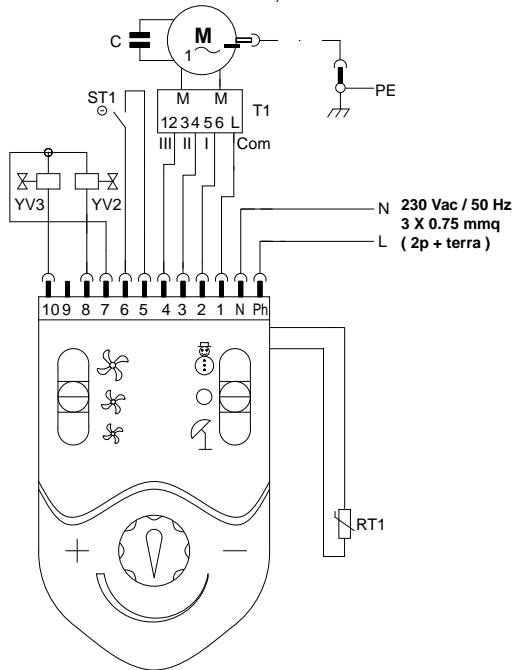 C
M
1
ST1
M M
T1
12 3 4 5 6 L
III II I Com
PE
YV3 YV2
N 230 Vac / 50 Hz
3 X 0.75 mmq
L ( 2p + terra )
10 9 8 7 6 5 4 3 2 1 N Ph
RT1
+ −